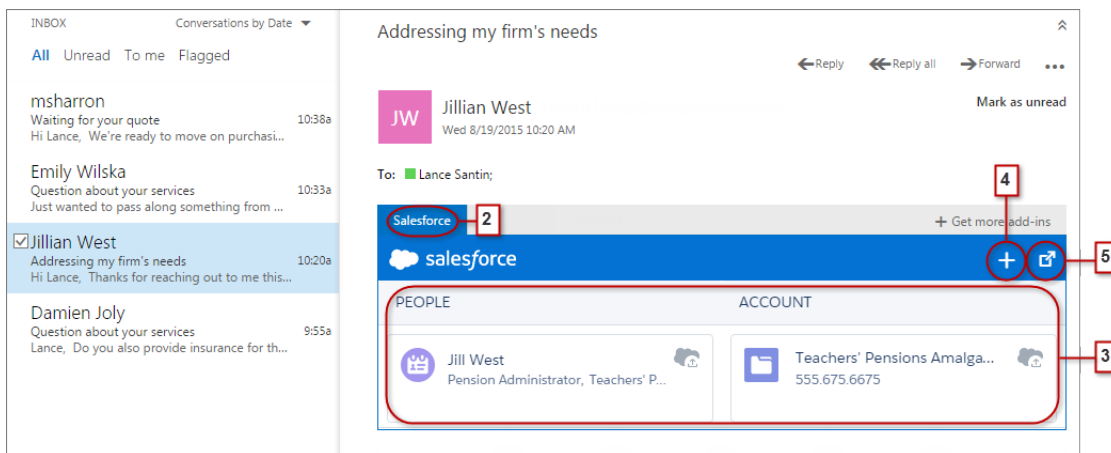 INBOX Conversations by Date
All Unread To me Flagged
msharron
Waiting for your quote 10:38a
Hi Lance, We're ready to move on purchasi...
Emily Wilska
Question about your services 10:33a
Just wanted to pass along something from ...
Jillian West
Addressing my firm's needs 10:20a
Hi Lance, Thanks for reaching out to me this...
Damien Joly
Question about your services 9:55a
Lance, Do you also provide insurance for th...
Addressing my firm's needs
Reply Reply all Forward ...
JW
Jillian West
Mark as unread
Wed 8/19/2015 10:20 AM
To: Lance Santin;
4
Salesforce 2 + Get more add-ins
salesforce + 5
PEOPLE ACCOUNT
3
Jill West
Pension Administrator, Teachers' P...
Teachers' Pensions Amalga...
555.675.6675